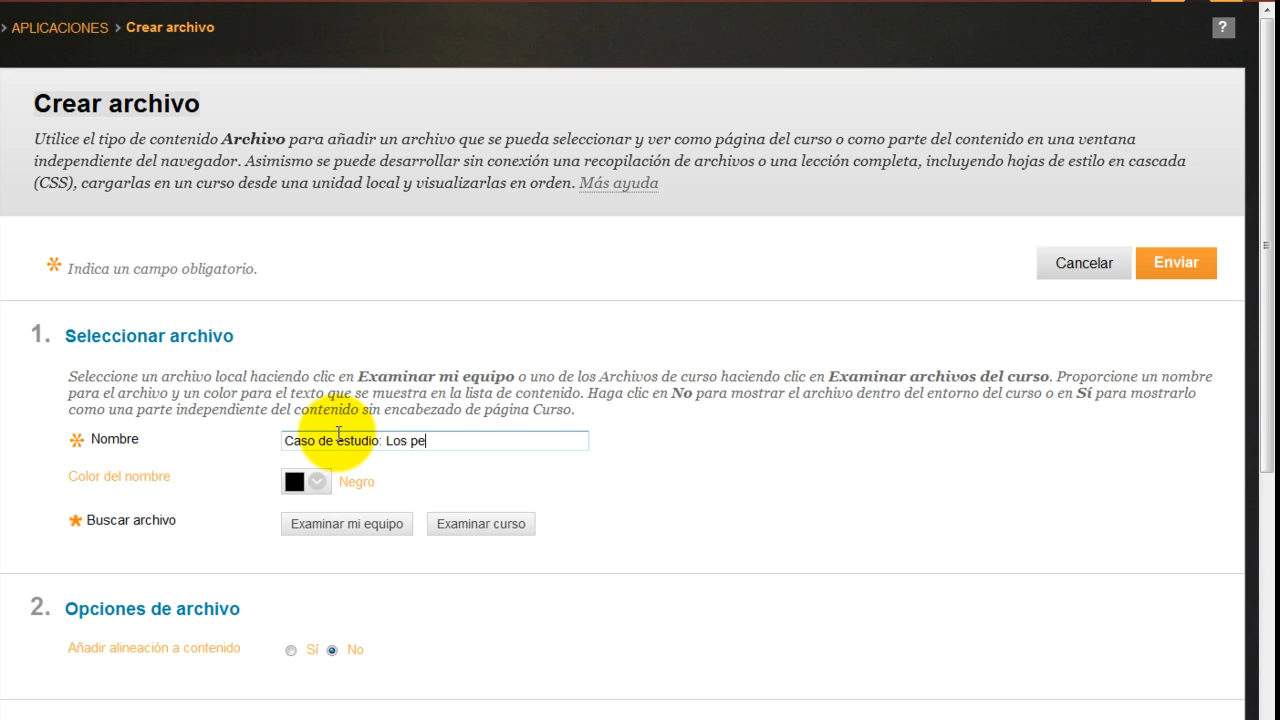 > APLICACIONES > Crear archivo
?
Crear archivo
Utilice el tipo de contenido Archivo para añadir un archivo que se pueda seleccionar y ver como página del curso o como parte del contenido en una ventana
independiente del navegador. Asimismo se puede desarrollar sin conexión una recopilación de archivos o una lección completa, incluyendo hojas de estilo en cascada
(CSS), cargarlas en un curso desde una unidad local y visualizarlas en orden. Más ayuda
* Indica un campo obligatorio.
Cancelar Enviar
1. Seleccionar archivo
Seleccione un archivo local haciendo clic en Examinar mi equipo o uno de los Archivos de curso haciendo clic en Examinar archivos del curso. Proporcione un nombre
para el archivo y un color para el texto que se muestra en la lista de contenido. Haga clic en No para mostrar el archivo dentro del entorno del curso o en Sí para mostrarlo
como una parte independiente del contenido sin encabezado de página Curso.
* Nombre Caso de estudio: Los pe
Color del nombre Negro
* Buscar archivo Examinar mi equipo Examinar curso
2. Opciones de archivo
Añadir alineación a contenido Sí No